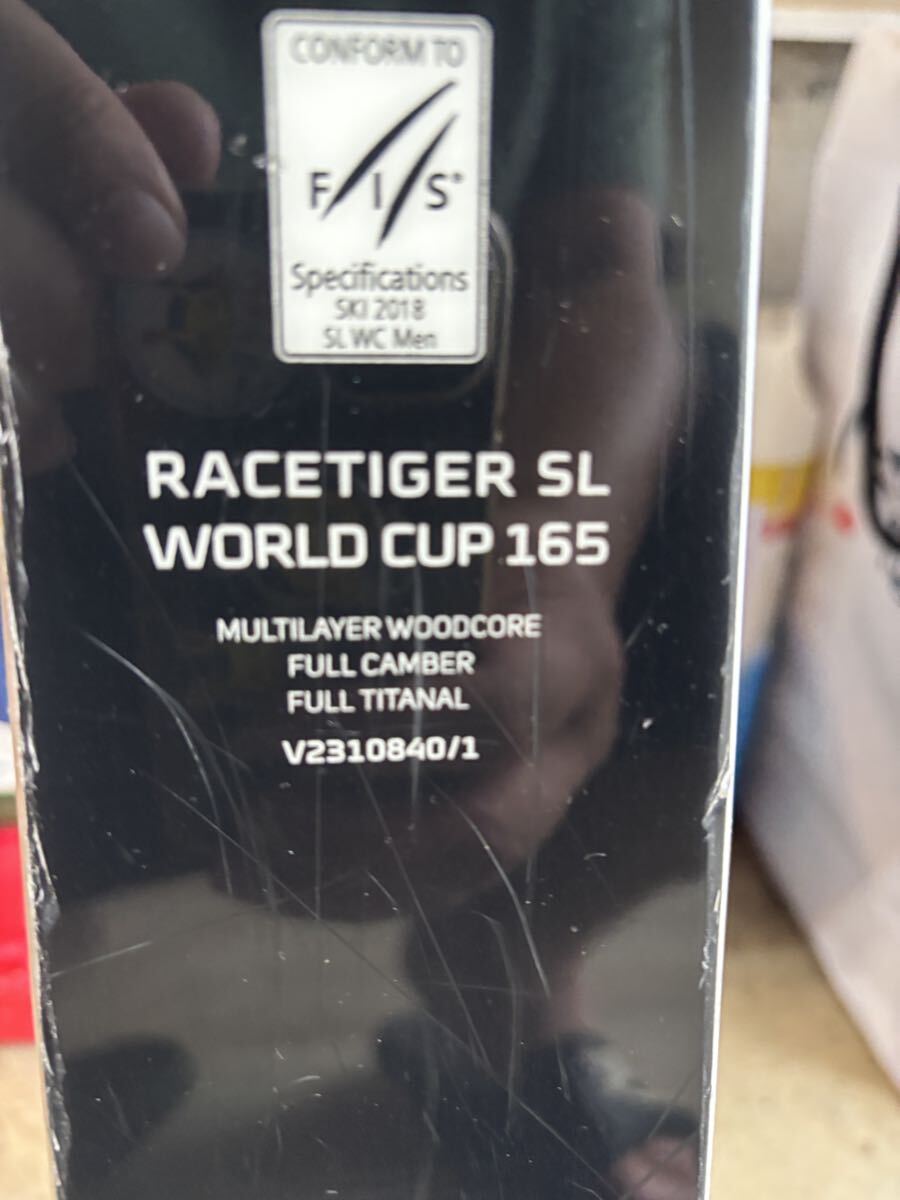 CONFORM TO
F/I/S®
Specifications
SKI 2018
SL WC Men
RACETIGER SL
WORLD CUP 165
MULTILAYER WOODCORE
FULL CAMBER
FULL TITANAL
V2310840/1